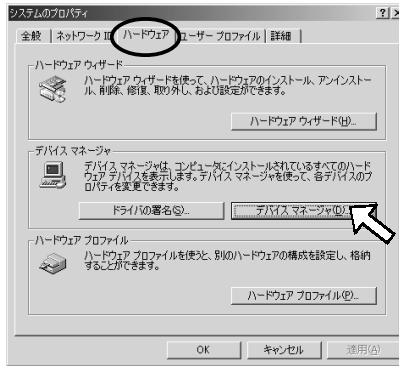 システムのプロパティ
全般 ネットワーク ID ハードウェア ユーザー プロファイル 詳細
ハードウェア ウィザード
ハードウェア ウィザードを使って、ハードウェアのインストール、アンインストー
ル、削除、修復、取り外し、および設定ができます。
ハードウェア ウィザード(H)...
デバイス マネージャ
デバイス マネージャは、コンピュータにインストールされているすべてのハード
ウェア デバイスを表示します。デバイス マネージャを使って、各デバイスのプ
ロパティを変更できます。
ドライバの署名(S)... デバイス マネージャ(D)...
ハードウェア プロファイル
ハードウェア プロファイルを使うと、別のハードウェアの構成を設定し、格納
することができます。
ハードウェア プロファイル(P)...
OK キャンセル 適用(A)